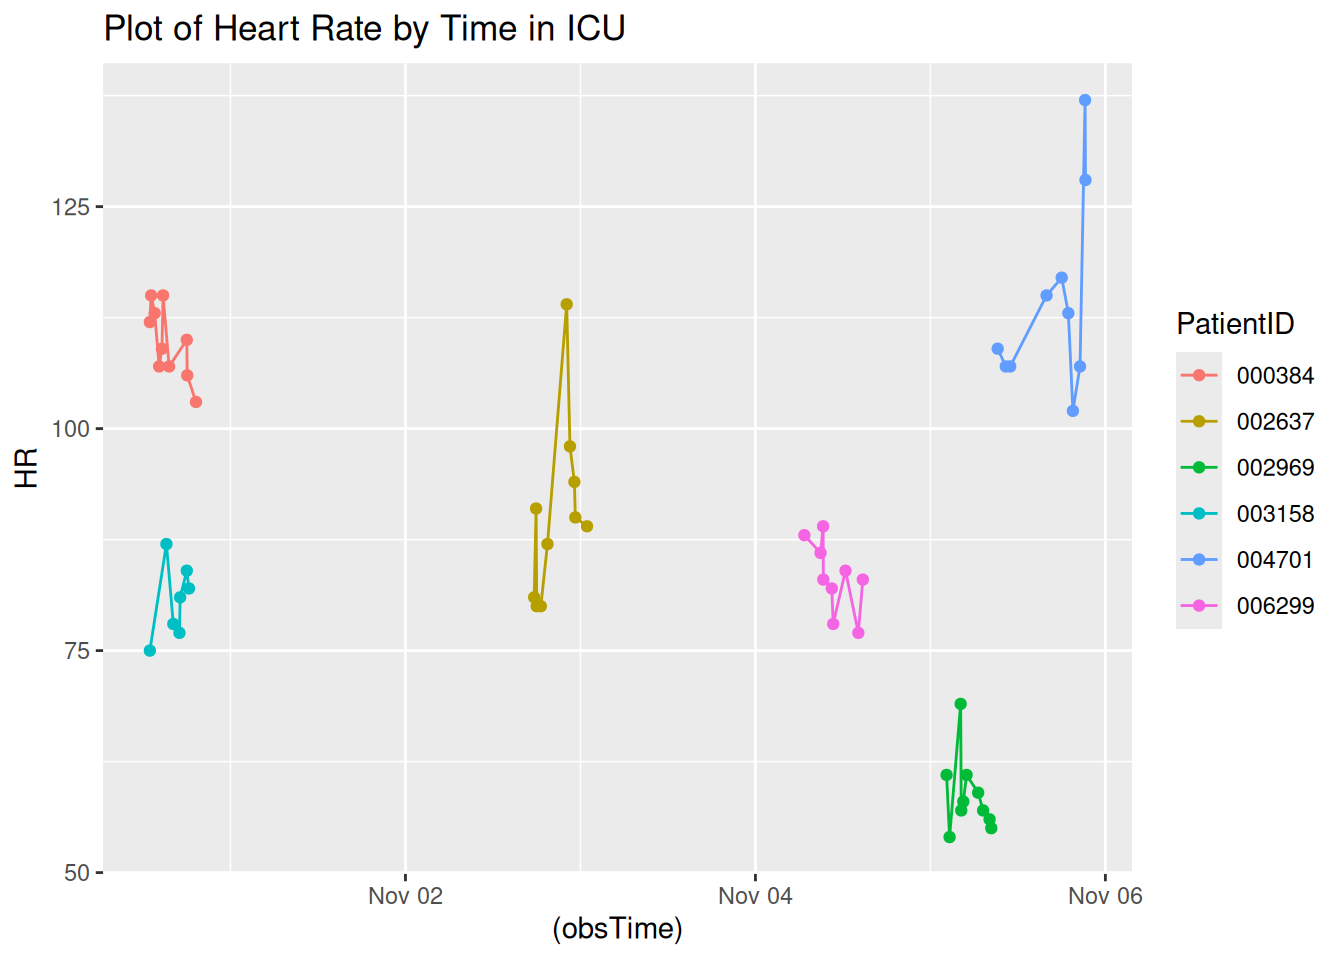 Plot of Heart Rate by Time in ICU
HR
125
100
75
50
Nov 02
Nov 04
Nov 06
(obsTime)
PatientID
000384
002637
002969
003158
004701
006299